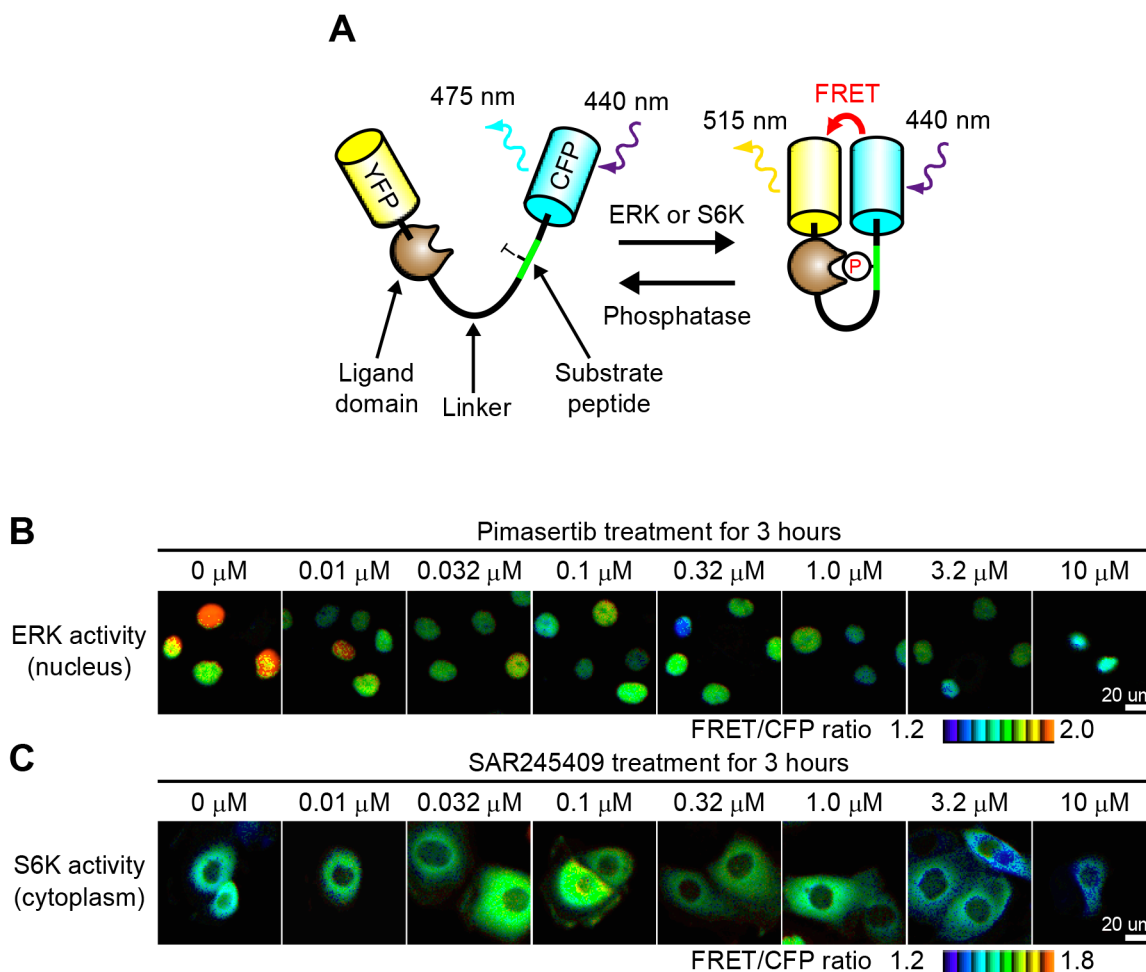 A
475 nm
440 nm
FRET
515 nm
440 nm
YFP
CFP
T
ERK or S6K
P
Phosphatase
Ligand
domain
Linker
Substrate
peptide
B
Pimasertib treatment for 3 hours
0 μM 0.01 μM 0.032 μM 0.1 μM 0.32 μM 1.0 μM 3.2 μM 10 μM
ERK activity
(nucleus)
20 um
FRET/CFP ratio 1.2 2.0
C
SAR245409 treatment for 3 hours
0 μM 0.01 μM 0.032 μM 0.1 μM 0.32 μM 1.0 μM 3.2 μM 10 μM
S6K activity
(cytoplasm)
20 um
FRET/CFP ratio 1.2 1.8